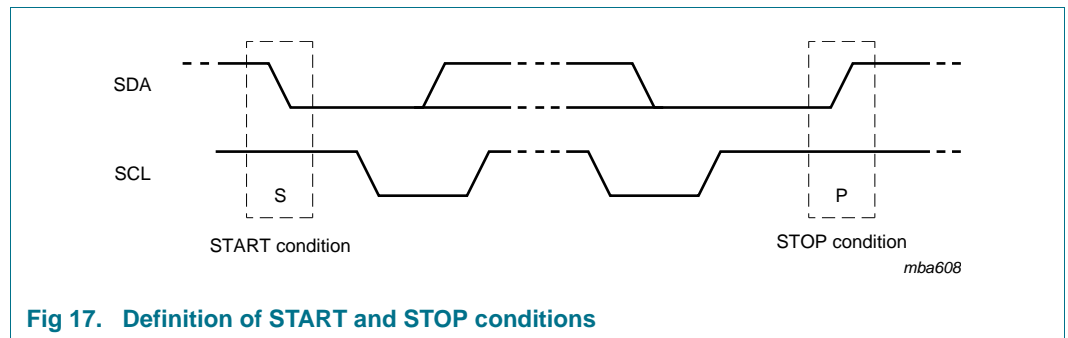 SDA
SCL
S
P
START condition
STOP condition
mba608
Fig 17. Definition of START and STOP conditions